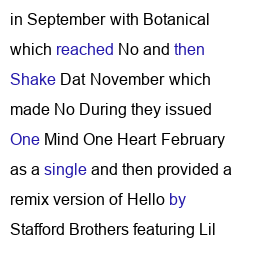 in September with Botanical
which reached No and then
Shake Dat November which
made No During they issued
One Mind One Heart February
as a single and then provided a
remix version of Hello by
Stafford Brothers featuring Lil